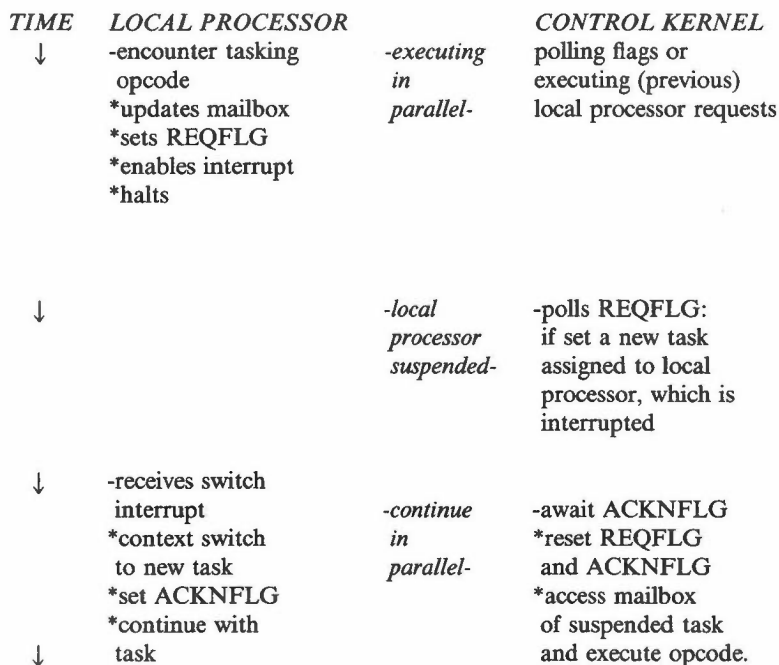 TIME LOCAL PROCESSOR CONTROL KERNEL
↓ -encounter tasking -executing polling flags or
opcode in executing (previous)
*updates mailbox parallel- local processor requests
*sets REQFLG
*enables interrupt
*halts
↓ -local -polls REQFLG:
processor if set a new task
suspended- assigned to local
processor, which is
interrupted
↓ -receives switch
interrupt -continue -await ACKNFLG
*context switch in *reset REQFLG
to new task parallel- and ACKNFLG
*set ACKNFLG *access mailbox
*continue with of suspended task
↓ task and execute opcode.